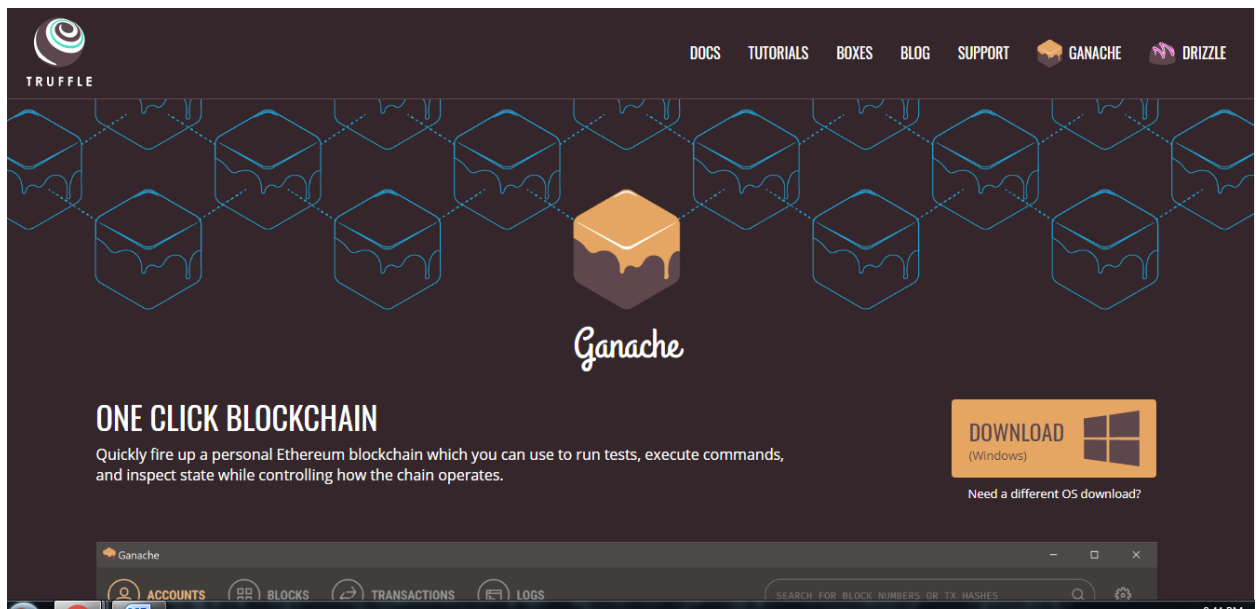 TRUFFLE
DOCS TUTORIALS BOXES BLOG SUPPORT GANACHE DRIZZLE
Ganache
ONE CLICK BLOCKCHAIN
Quickly fire up a personal Ethereum blockchain which you can use to run tests, execute commands,
and inspect state while controlling how the chain operates.
DOWNLOAD
(Windows)
Need a different OS download?
Ganache
ACCOUNTS BLOCKS TRANSACTIONS LOGS SEARCH FOR BLOCK NUMBERS OR TX HASHES